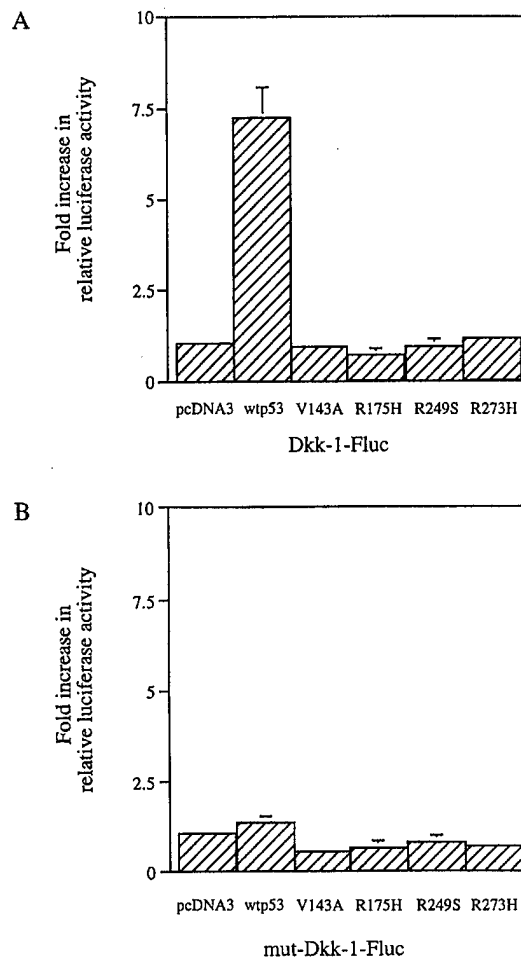 A
Fold increase in
relative luciferase activity
10
7.5
5
2.5
0
pcDNA3 wtp53 V143A R175H R249S R273H
Dkk-1-Fluc
B
Fold increase in
relative luciferase activity
10
7.5
5
2.5
0
pcDNA3 wtp53 V143A R175H R249S R273H
mut-Dkk-1-Fluc